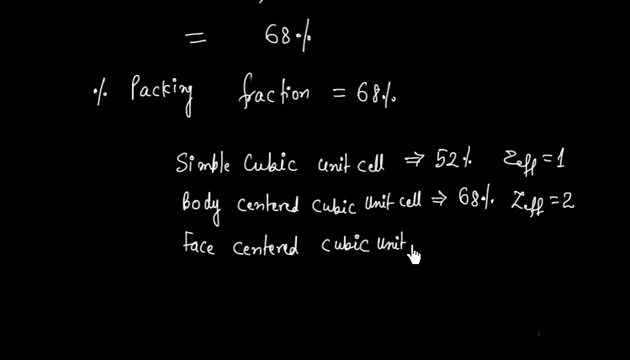 = 68%
% Packing fraction = 68%
Simple Cubic unit cell ⇒ 52% Zeff = 1
Body centered cubic unit cell ⇒ 68% Zeff = 2
Face centered cubic unit